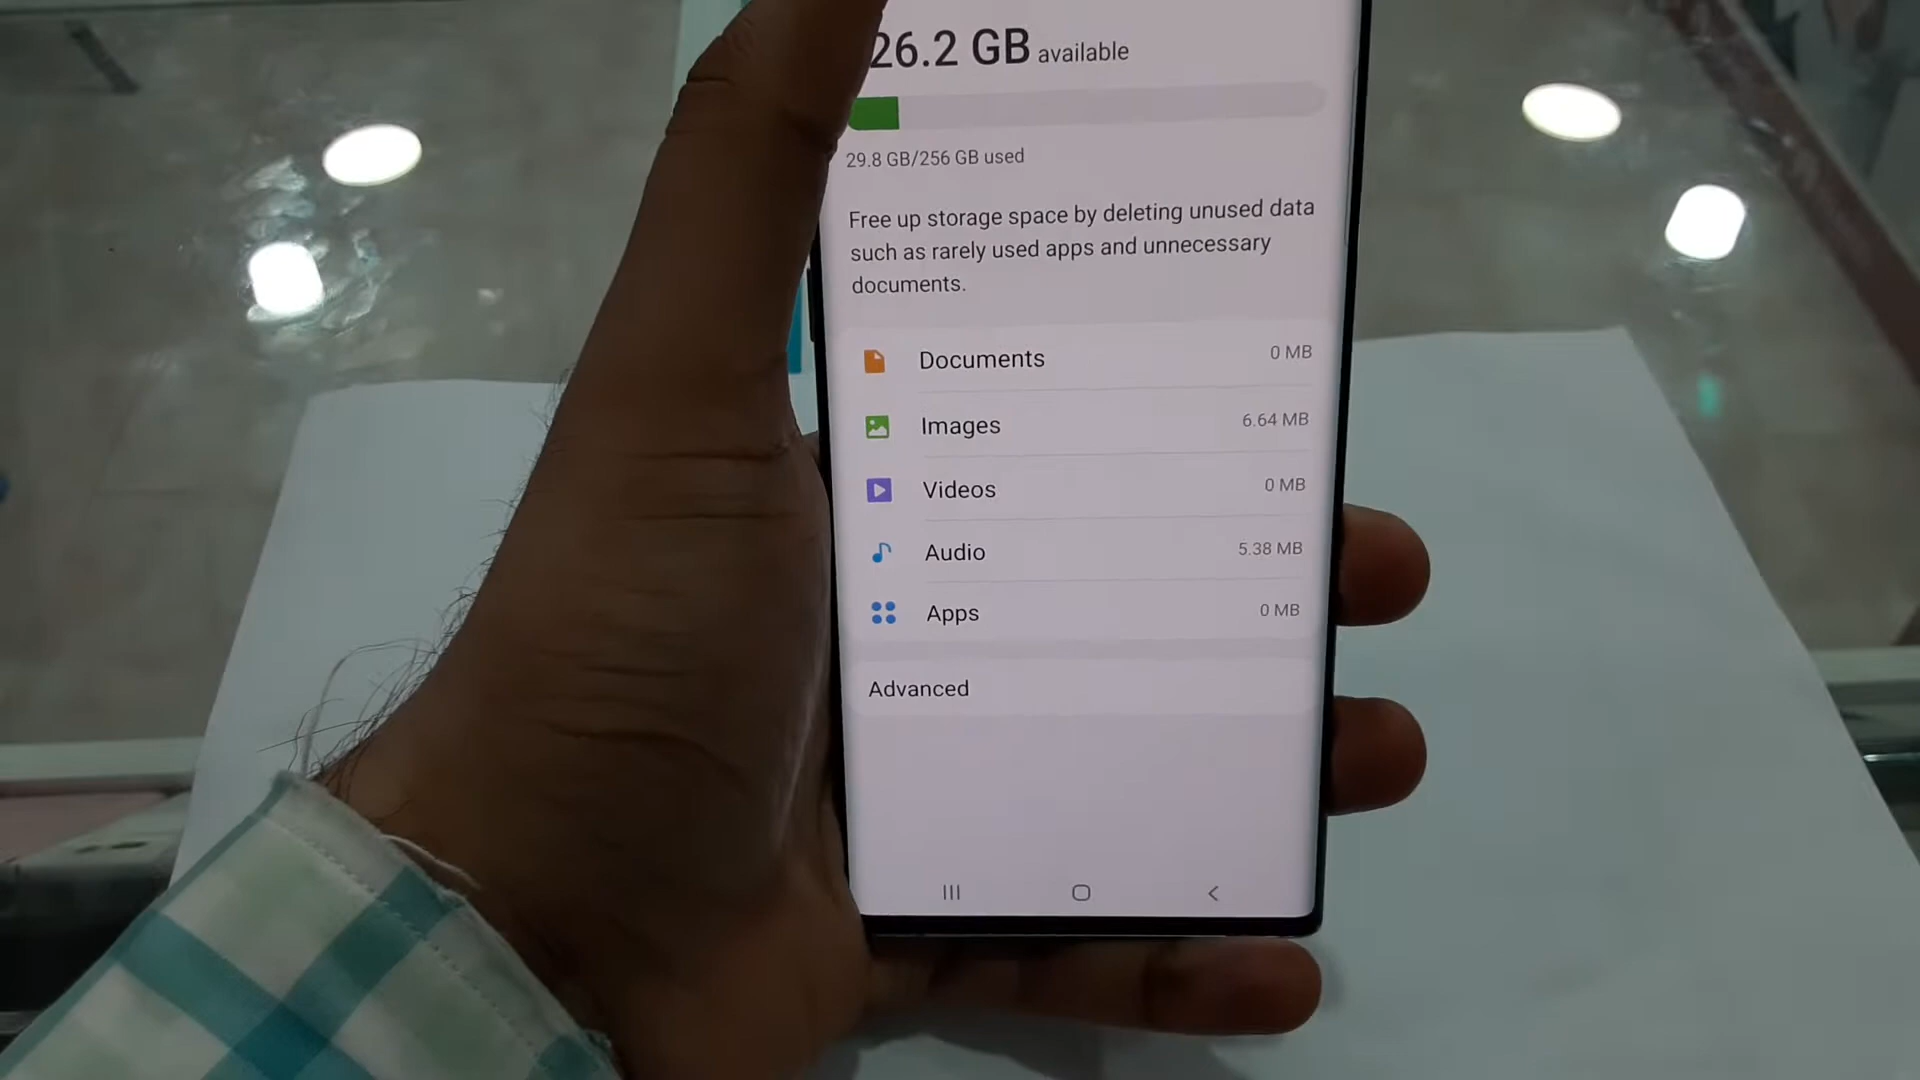 26.2 GB available
29.8 GB/256 GB used
Free up storage space by deleting unused data
such as rarely used apps and unnecessary
documents.
Documents 0 MB
Images 6.64 MB
Videos 0 MB
Audio 5.38 MB
Apps 0 MB
Advanced